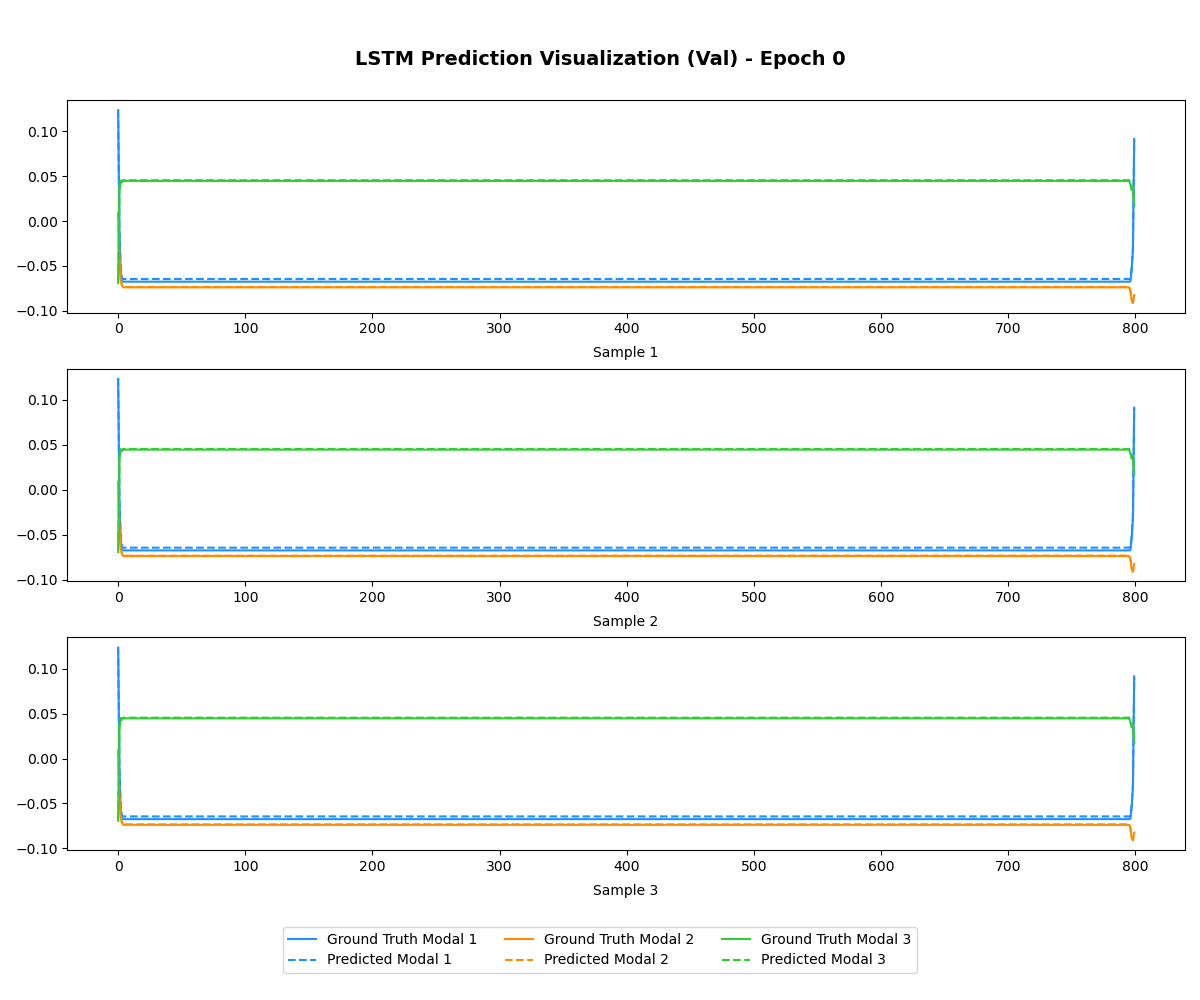 LSTM Prediction Visualization (Val) - Epoch 0
0.10
0.05
0.00
−0.05
−0.10
0 100 200 300 400 500 600 700 800
Sample 1
0.10
0.05
0.00
−0.05
−0.10
0 100 200 300 400 500 600 700 800
Sample 2
0.10
0.05
0.00
−0.05
−0.10
0 100 200 300 400 500 600 700 800
Sample 3
Ground Truth Modal 1 Ground Truth Modal 2 Ground Truth Modal 3
Predicted Modal 1 Predicted Modal 2 Predicted Modal 3